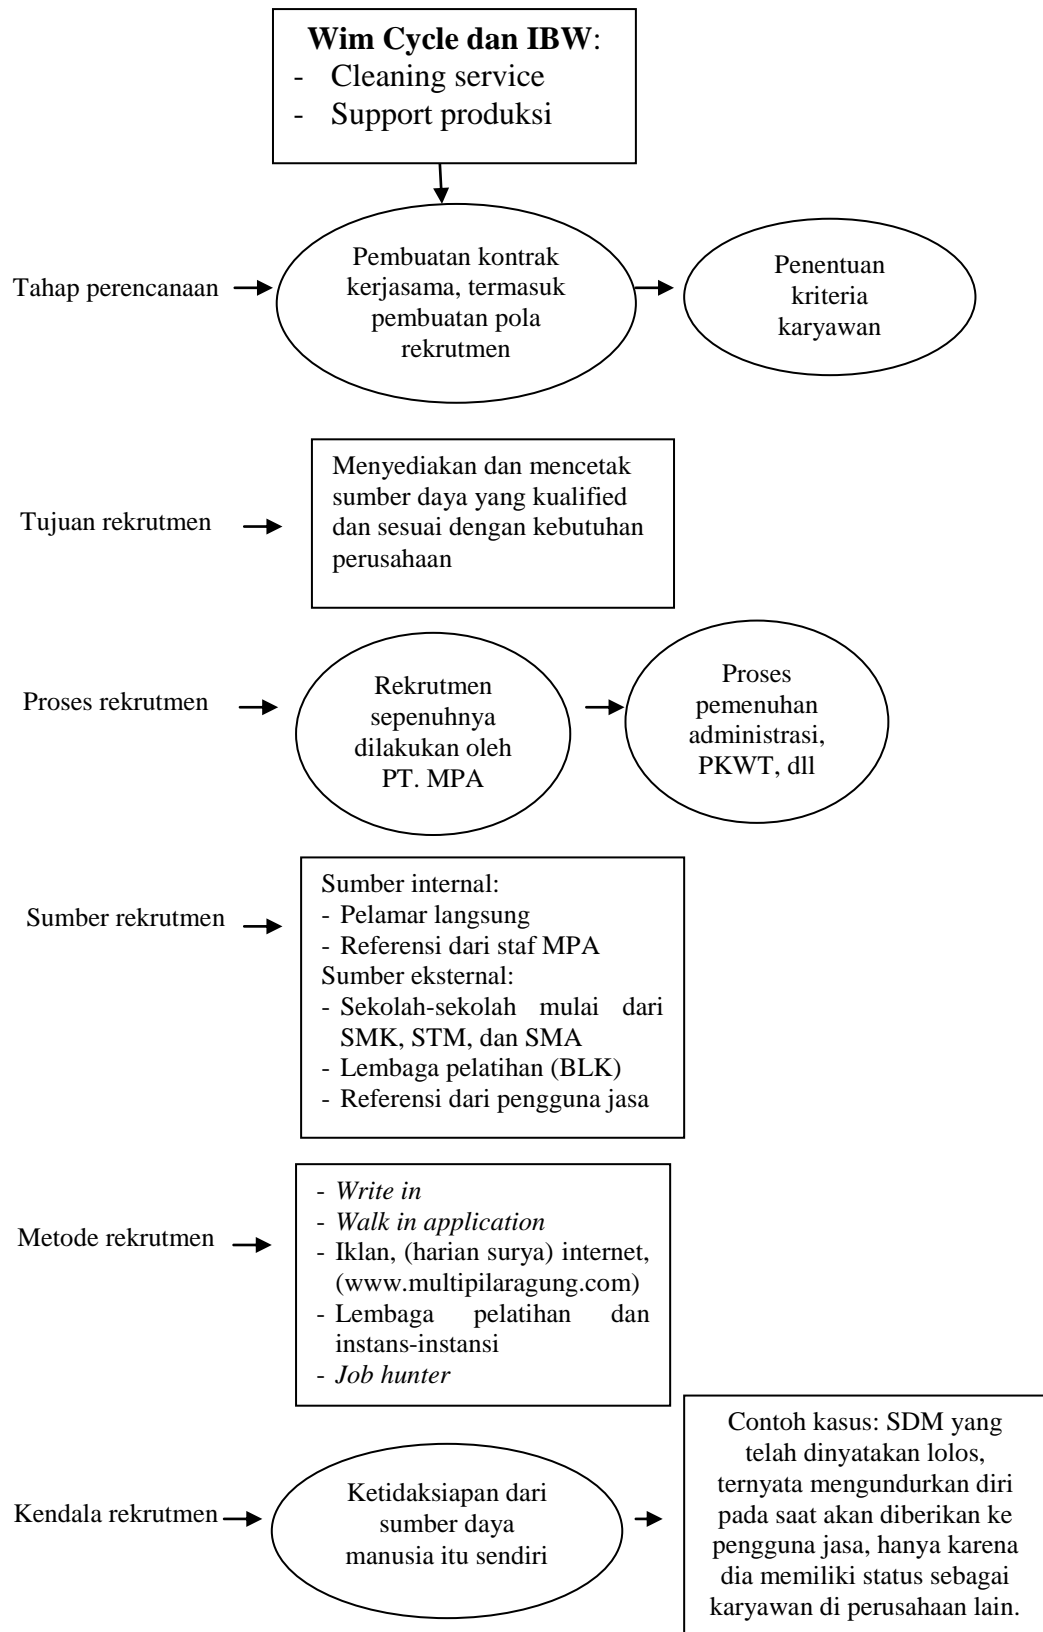 Wim Cycle dan IBW:
- Cleaning service
- Support produksi
Tahap perencanaan
Pembuatan kontrak
kerjasama, termasuk
pembuatan pola
rekrutmen
Penentuan
kriteria
karyawan
Tujuan rekrutmen
Menyediakan dan mencetak
sumber daya yang kualified
dan sesuai dengan kebutuhan
perusahaan
Proses rekrutmen
Rekrutmen
sepenuhnya
dilakukan oleh
PT. MPA
Proses
pemenuhan
administrasi,
PKWT, dll
Sumber rekrutmen
Sumber internal:
- Pelamar langsung
- Referensi dari staf MPA
Sumber eksternal:
- Sekolah-sekolah mulai dari
SMK, STM, dan SMA
- Lembaga pelatihan (BLK)
- Referensi dari pengguna jasa
Metode rekrutmen
- Write in
- Walk in application
- Iklan, (harian surya) internet,
(www.multipilaragung.com)
- Lembaga pelatihan dan
instans-instansi
- Job hunter
Kendala rekrutmen
Ketidaksiapan dari
sumber daya
manusia itu sendiri
Contoh kasus: SDM yang
telah dinyatakan lolos,
ternyata mengundurkan diri
pada saat akan diberikan ke
pengguna jasa, hanya karena
dia memiliki status sebagai
karyawan di perusahaan lain.